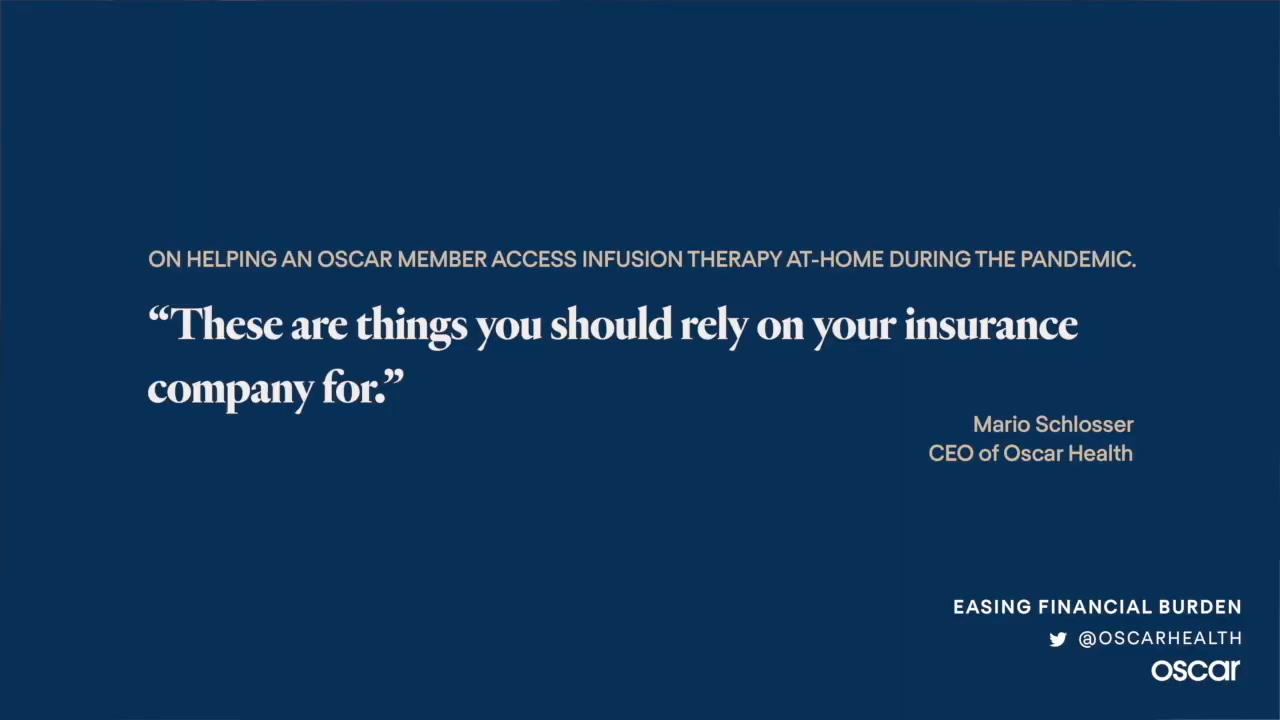 ON HELPING AN OSCAR MEMBER ACCESS INFUSION THERAPY AT-HOME DURING THE PANDEMIC.
“These are things you should rely on your insurance
company for.”
Mario Schlosser
CEO of Oscar Health
EASING FINANCIAL BURDEN
@OSCARHEALTH
oscar